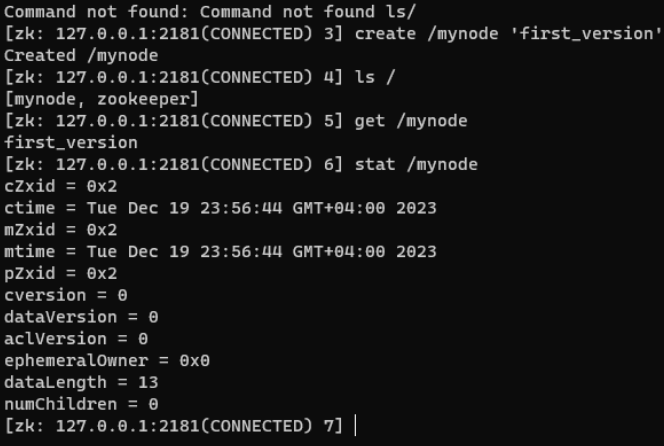 Command not found: Command not found ls/
[zk: 127.0.0.1:2181(CONNECTED) 3] create /mynode 'first_version'
Created /mynode
[zk: 127.0.0.1:2181(CONNECTED) 4] ls /
[mynode, zookeeper]
[zk: 127.0.0.1:2181(CONNECTED) 5] get /mynode
first_version
[zk: 127.0.0.1:2181(CONNECTED) 6] stat /mynode
cZxid = 0x2
ctime = Tue Dec 19 23:56:44 GMT+04:00 2023
mZxid = 0x2
mtime = Tue Dec 19 23:56:44 GMT+04:00 2023
pZxid = 0x2
cversion = 0
dataVersion = 0
aclVersion = 0
ephemeralOwner = 0x0
dataLength = 13
numChildren = 0
[zk: 127.0.0.1:2181(CONNECTED) 7]